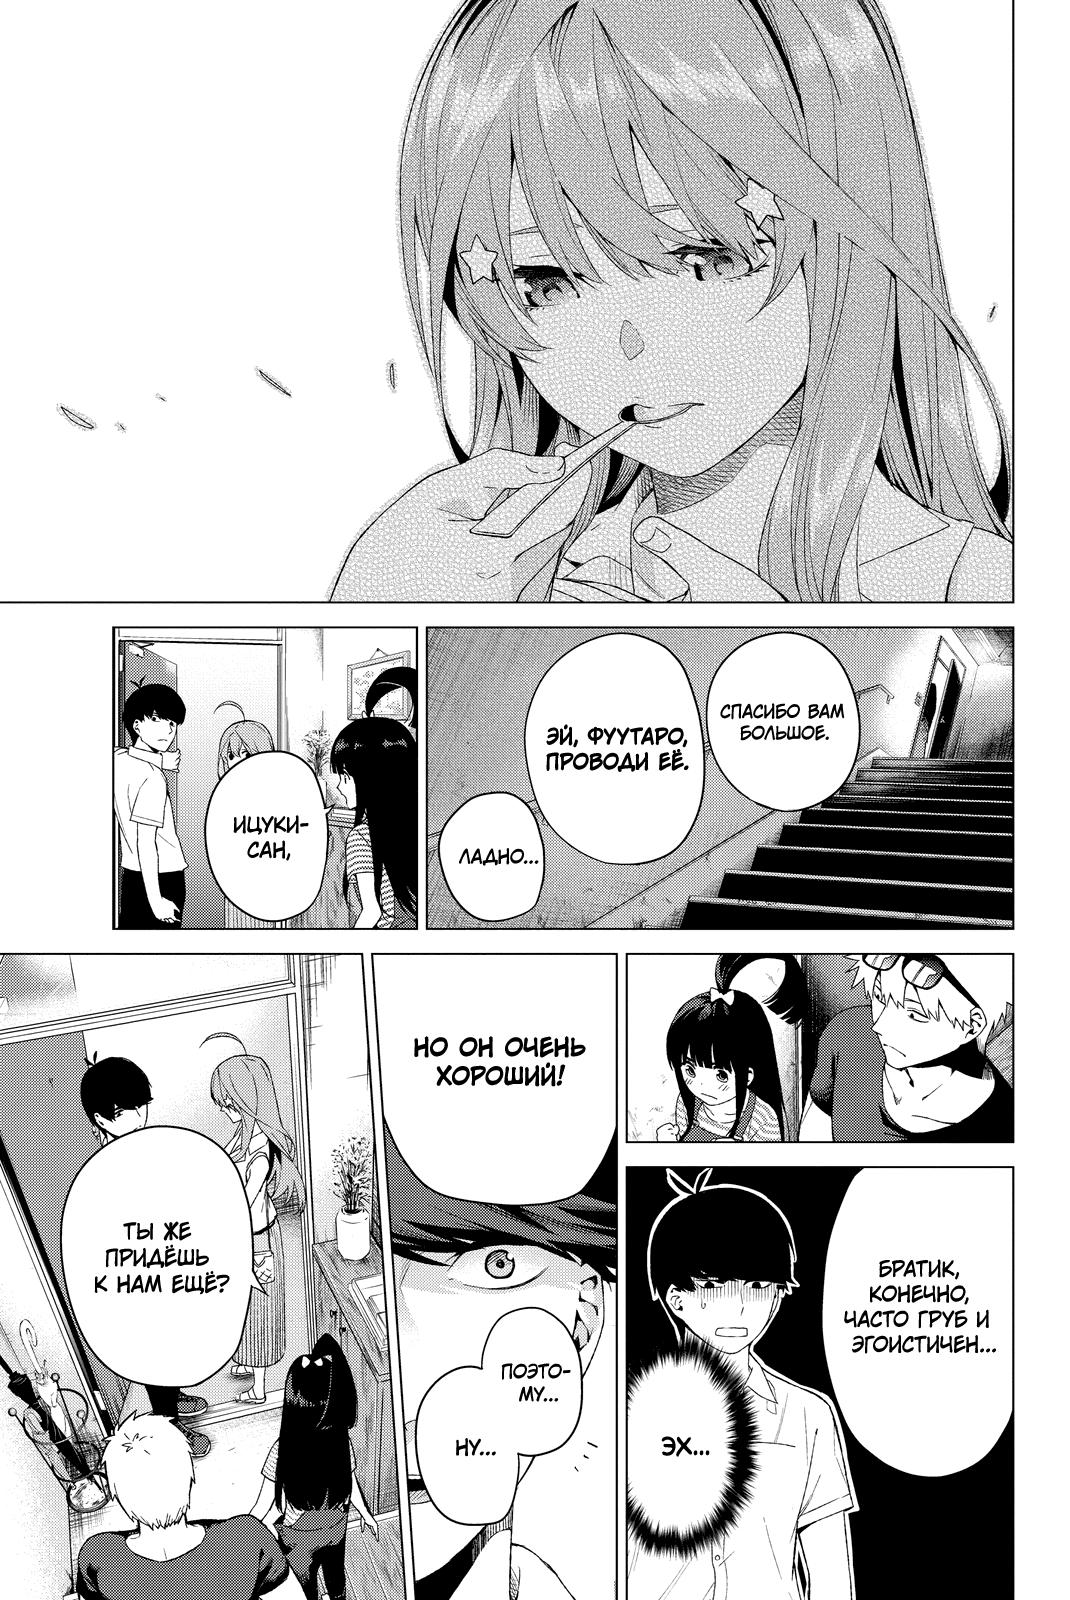 СПАСИБО ВАМ
БОЛЬШОЕ.
ЭЙ, ФУУТАРО,
ПРОВОДИ ЕЁ.
ЛАДНО...
ИЦУКИ-
САН,
БРАТИК,
КОНЕЧНО,
ЧАСТО ГРУБ И
ЭГОИСТИЧЕН...
ЭХ...
НО ОН ОЧЕНЬ
ХОРОШИЙ!
ПОЭТО-
МУ...
НУ...
ТЫ ЖЕ
ПРИДЁШЬ
К НАМ ЕЩЁ?